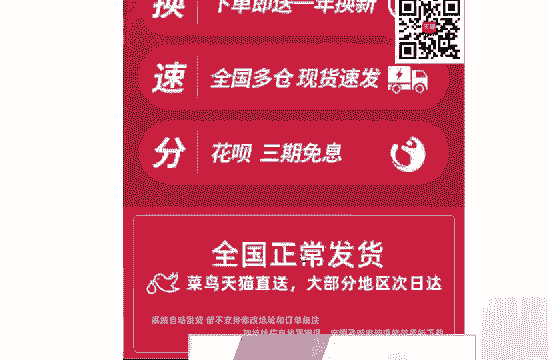 换 下单即送一年换新
速 全国多仓 现货速发
分 花呗 三期免息
全国正常发货
菜鸟天猫直送，大部分地区次日达